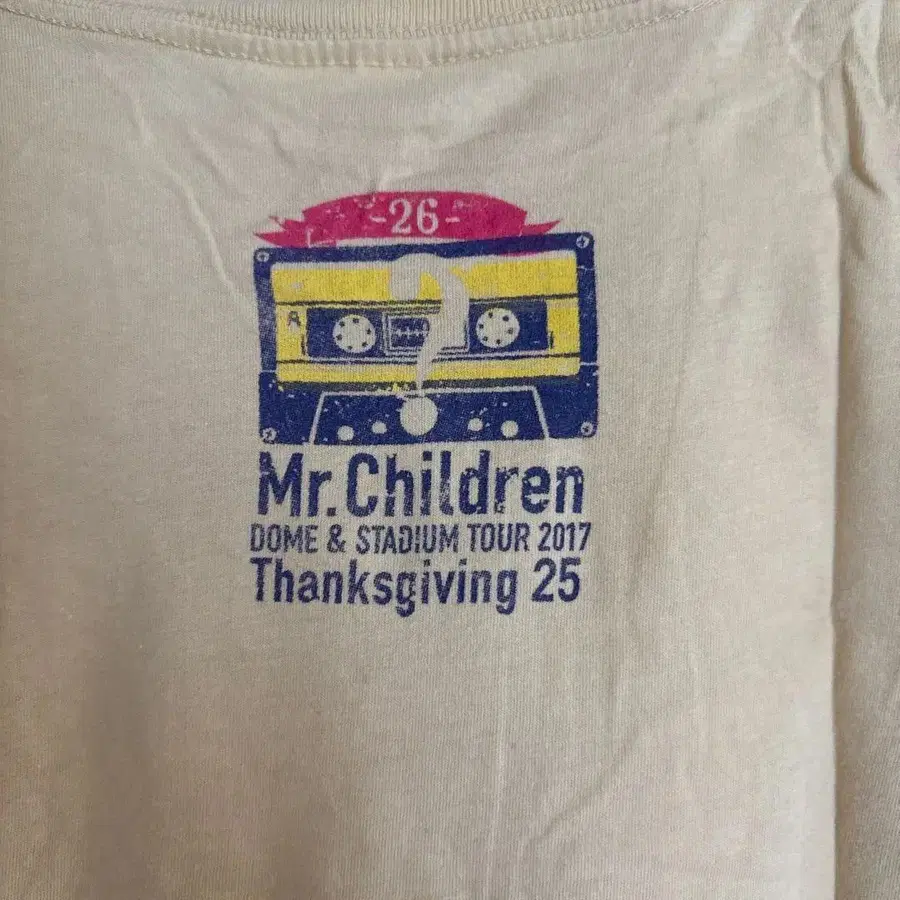 -26-
?
Mr.Children
DOME & STADIUM TOUR 2017
Thanksgiving 25